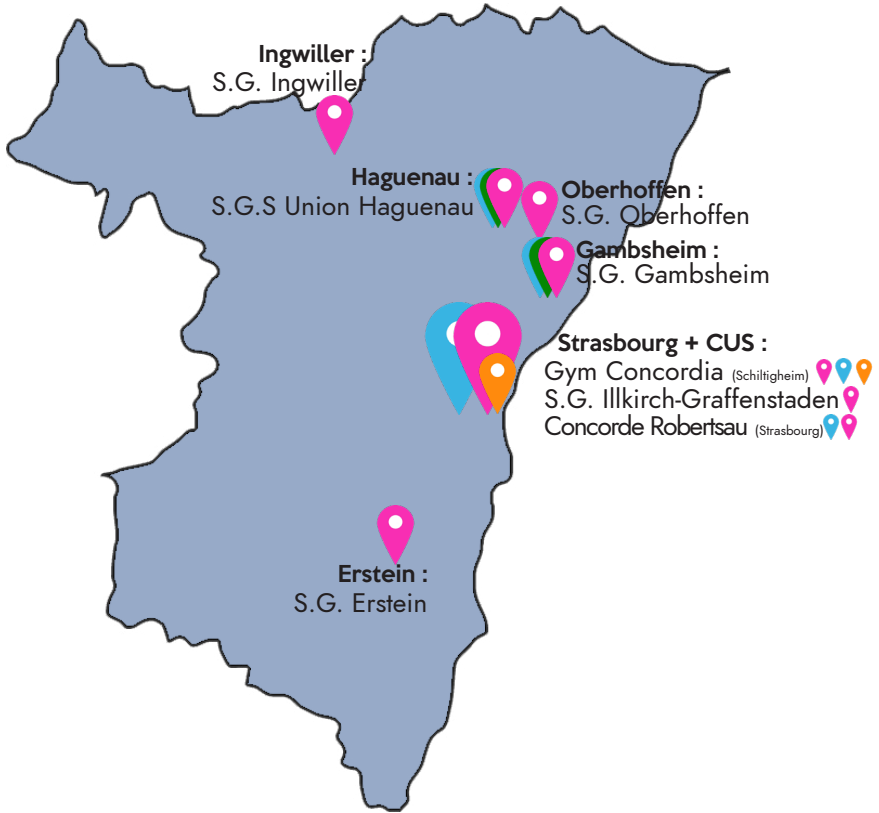 Ingwiller :
S.G. Ingwiller
Haguenau :
S.G.S Union Haguenau
Oberhoffen :
S.G. Oberhoffen
Gambsheim :
S.G. Gambsheim
Strasbourg + CUS :
Gym Concordia (Schiltigheim)
S.G. Illkirch-Graffenstaden
Concorde Robertsau (Strasbourg)
Erstein :
S.G. Erstein